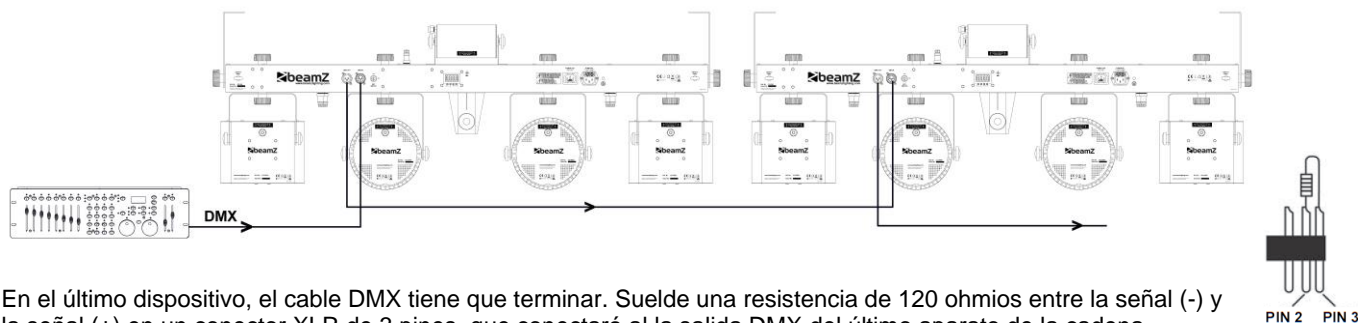 beamZ
beamZ
beamZ
beamZ
beamZ
beamZ
beamZ
beamZ
beamZ
beamZ
DMX
PIN 2 PIN 3
En el último dispositivo, el cable DMX tiene que terminar. Suelde una resistencia de 120 ohmios entre la señal (-) y
la señal (+) en un conector XLR de 3 pines, que conectará al la salida DMX del último aparato de la cadena